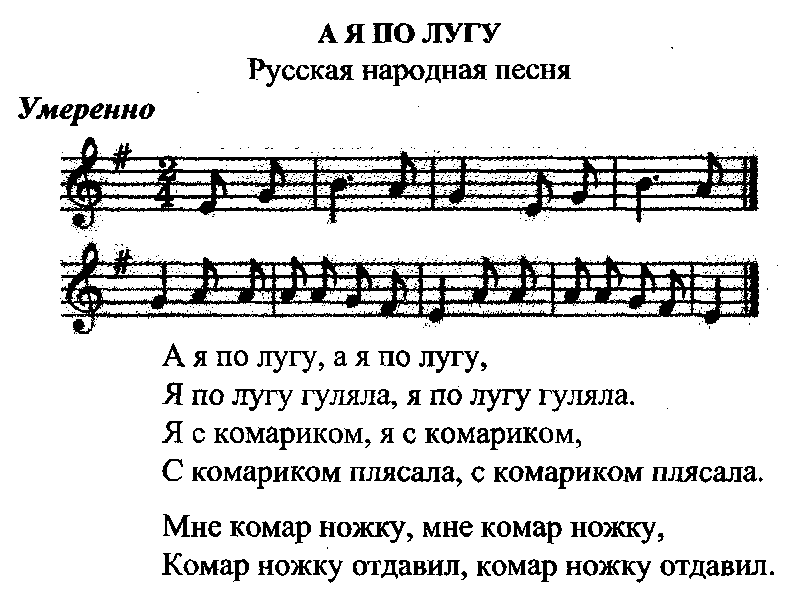 А Я ПО ЛУГУ
Русская народная песня
Умеренно
2
4
А я по лугу, а я по лугу,
Я по лугу гуляла, я по лугу гуляла.
Я с комариком, я с комариком,
С комариком плясала, с комариком плясала.
Мне комар ножку, мне комар ножку,
Комар ножку отдавил, комар ножку отдавил.